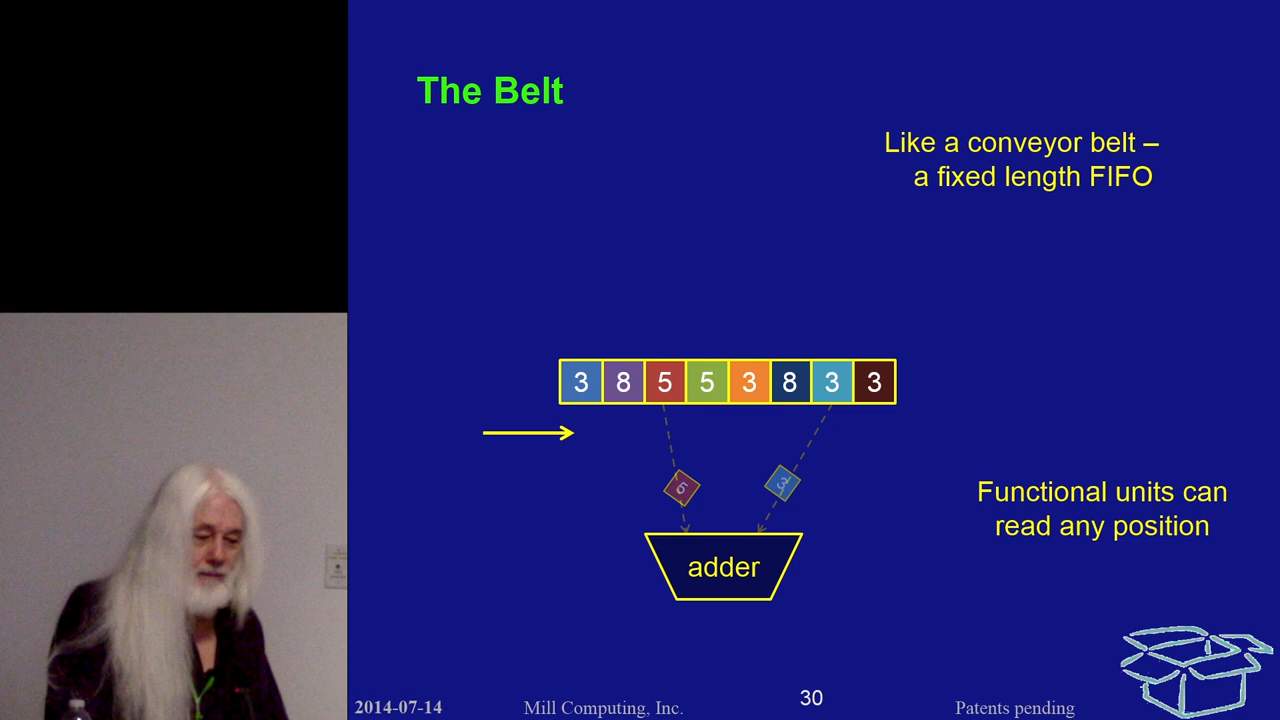 The Belt
Like a conveyor belt –
a fixed length FIFO
3 8 5 5 3 8 3 3
5 3
adder
Functional units can
read any position
2014-07-14 Mill Computing, Inc. 30 Patents pending